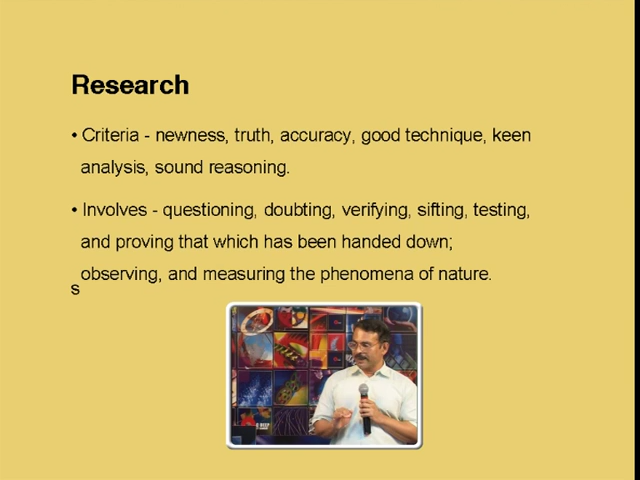 Research
• Criteria - newness, truth, accuracy, good technique, keen
analysis, sound reasoning.
• Involves - questioning, doubting, verifying, sifting, testing,
and proving that which has been handed down;
observing, and measuring the phenomena of nature.
s